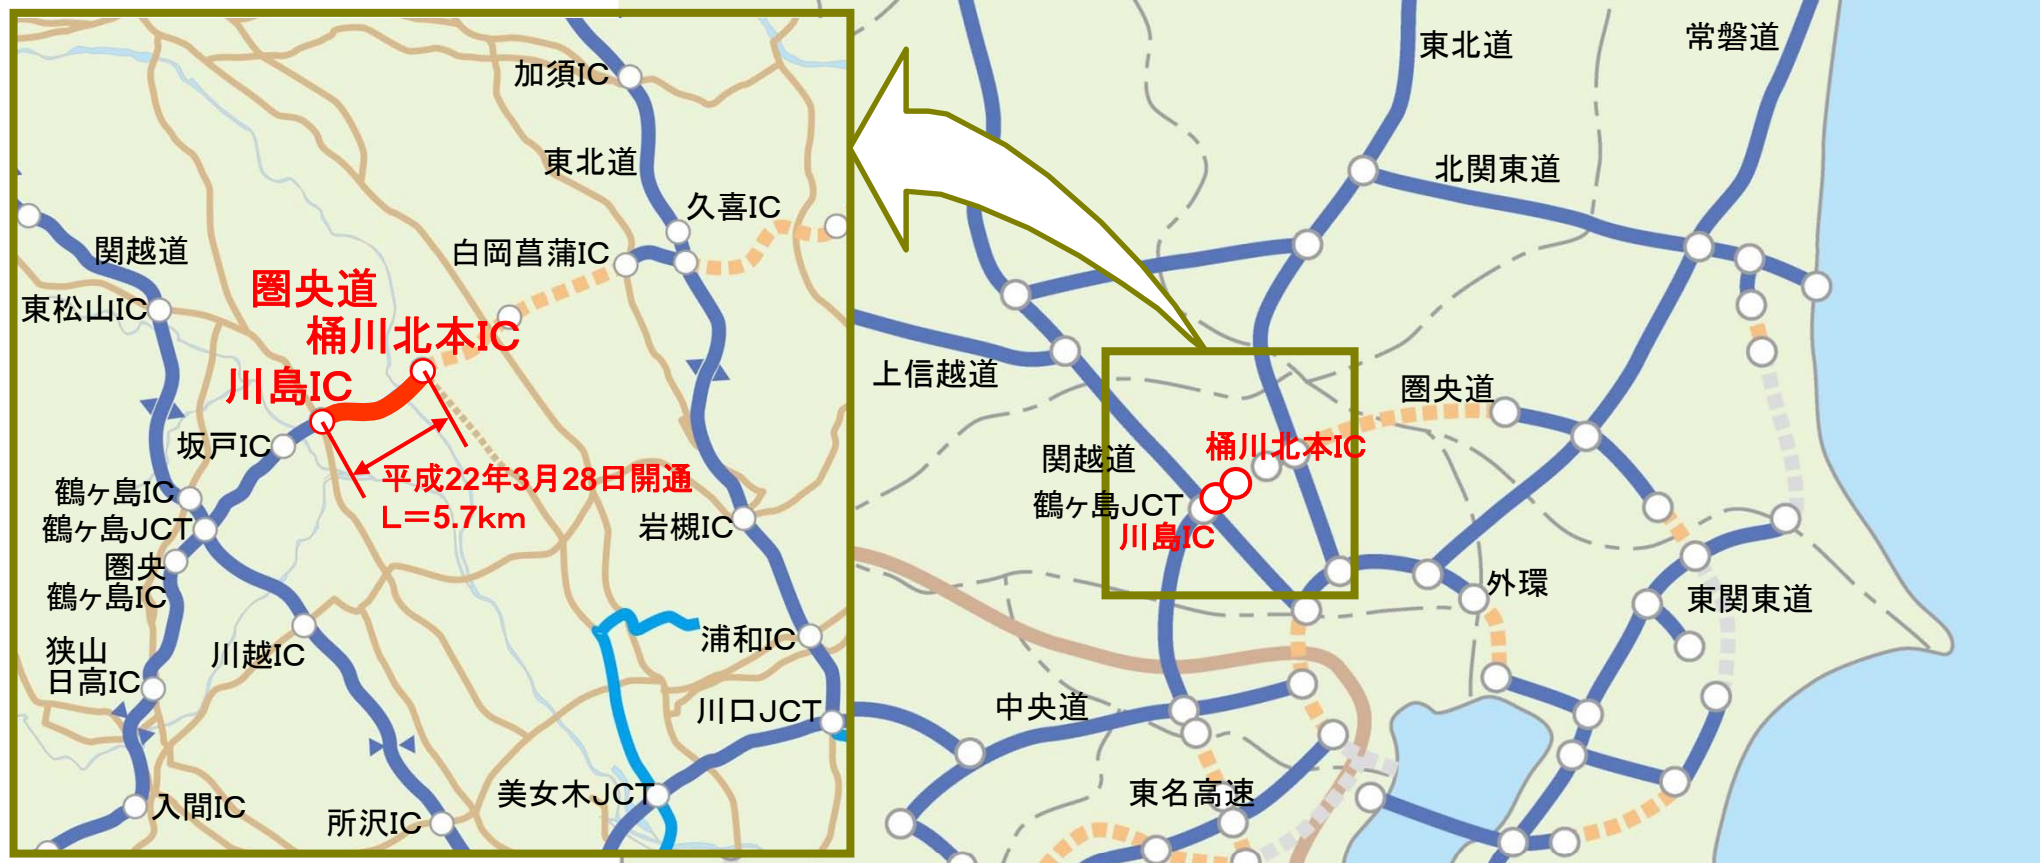 加須IC
東北道
久喜IC
白岡菖蒲IC
関越道
圏央道
東松山IC
桶川北本IC
川島IC
坂戸IC
平成22年3月28日開通
L=5.7km
鶴ヶ島IC
鶴ヶ島JCT
圏央
鶴ヶ島IC
岩槻IC
狭山
日高IC
川越IC
浦和IC
川口JCT
美女木JCT
入間IC
所沢IC
東北道
常磐道
北関東道
上信越道
圏央道
関越道
桶川北本IC
鶴ヶ島JCT
川島IC
外環
東関東道
中央道
東名高速